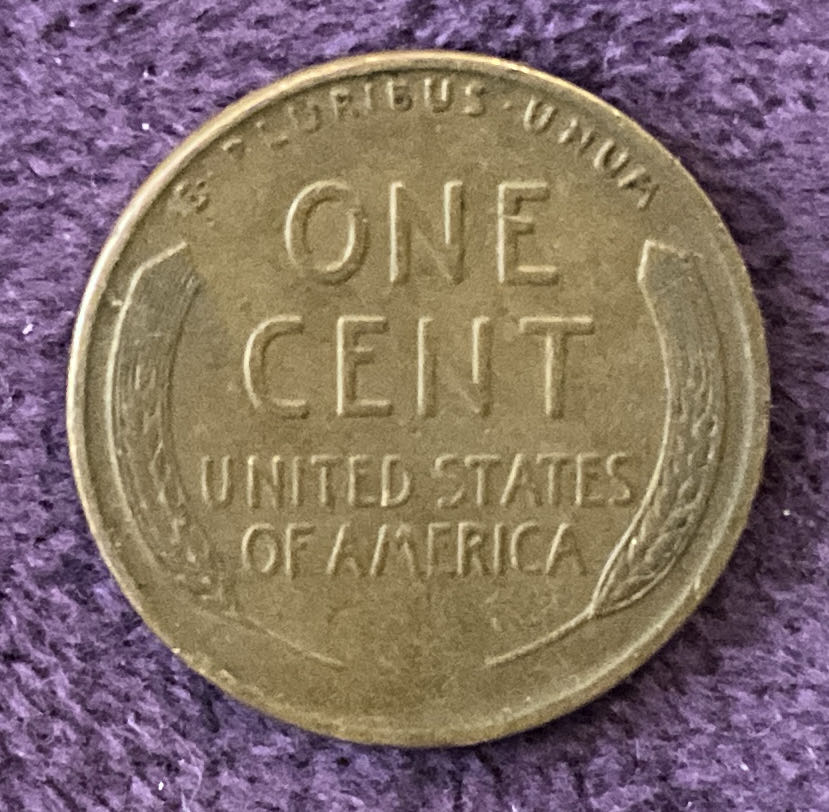 E · PLURIBUS · UNUM
ONE
CENT
UNITED STATES
OF AMERICA